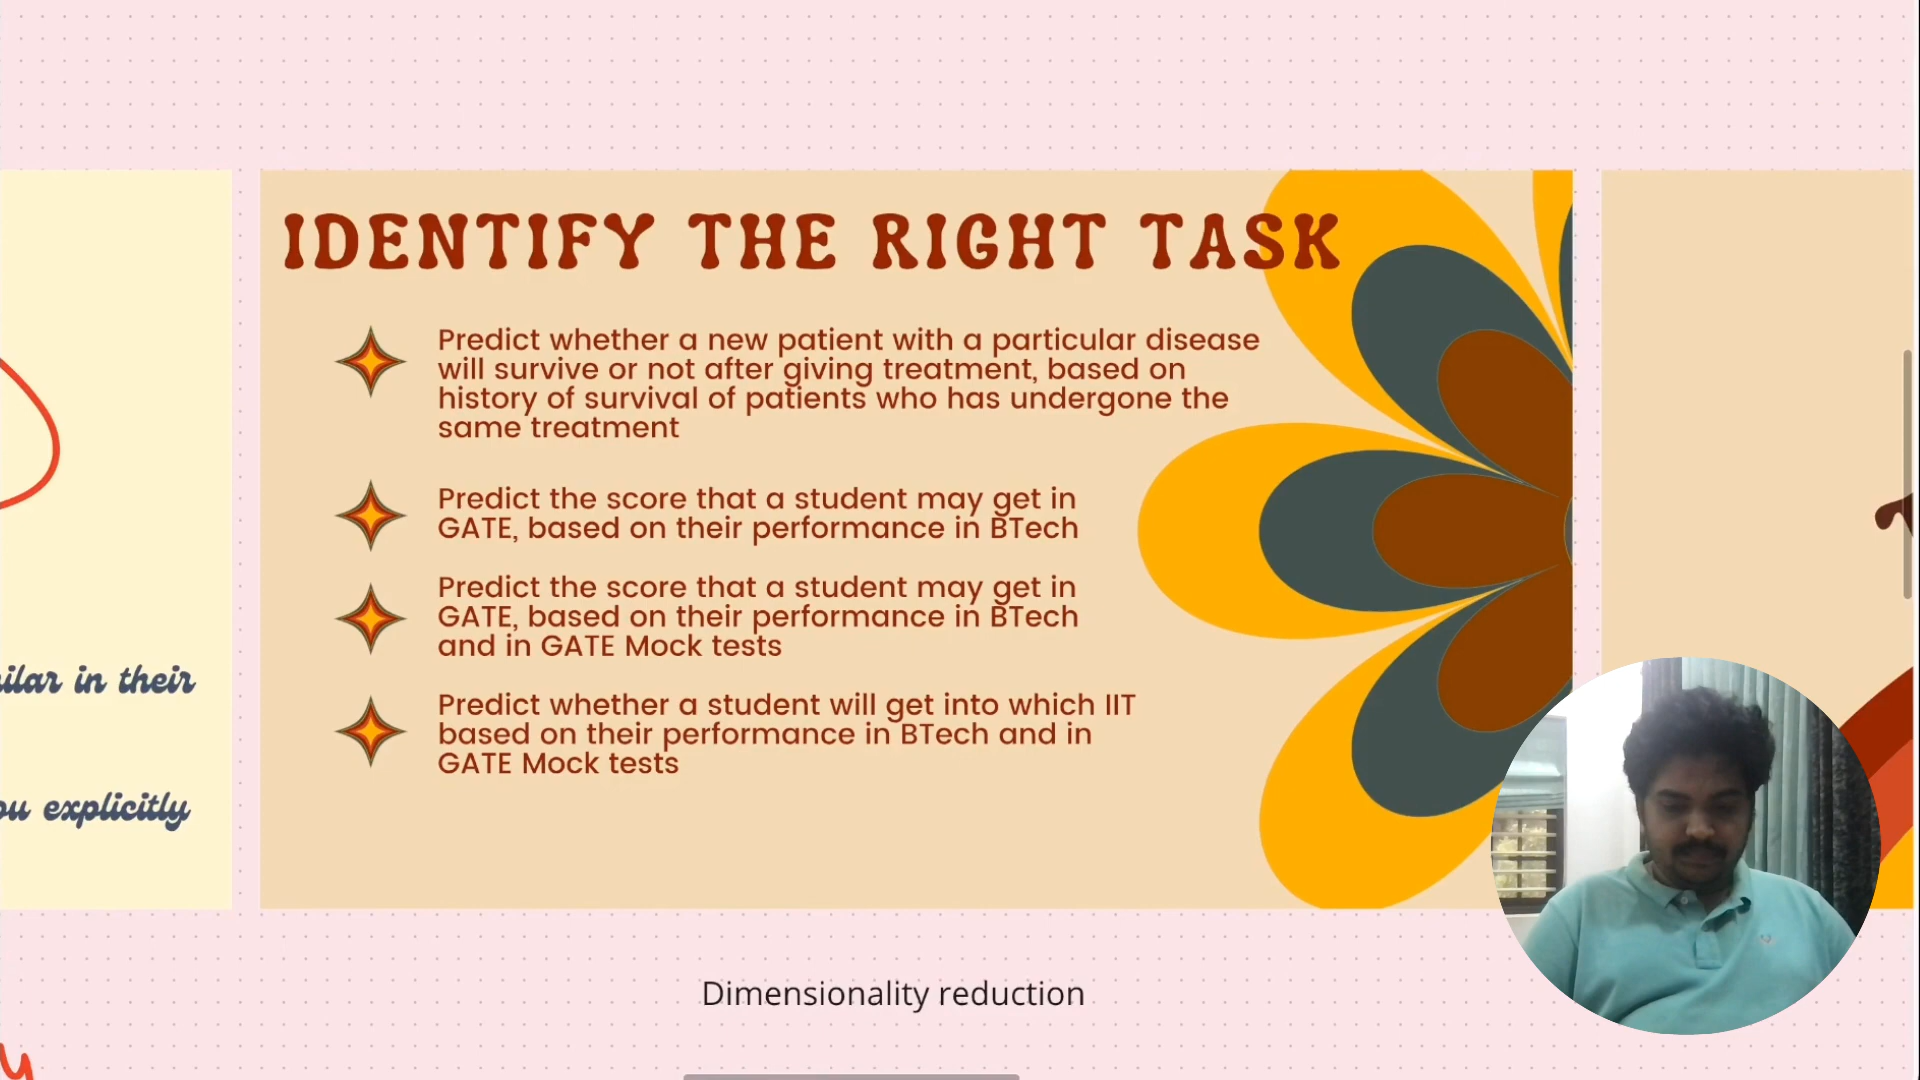 IDENTIFY THE RIGHT TASK
Predict whether a new patient with a particular disease
will survive or not after giving treatment, based on
history of survival of patients who has undergone the
same treatment
Predict the score that a student may get in
GATE, based on their performance in BTech
Predict the score that a student may get in
GATE, based on their performance in BTech
and in GATE Mock tests
Predict whether a student will get into which IIT
based on their performance in BTech and in
GATE Mock tests
in their
explicitly
Dimensionality reduction